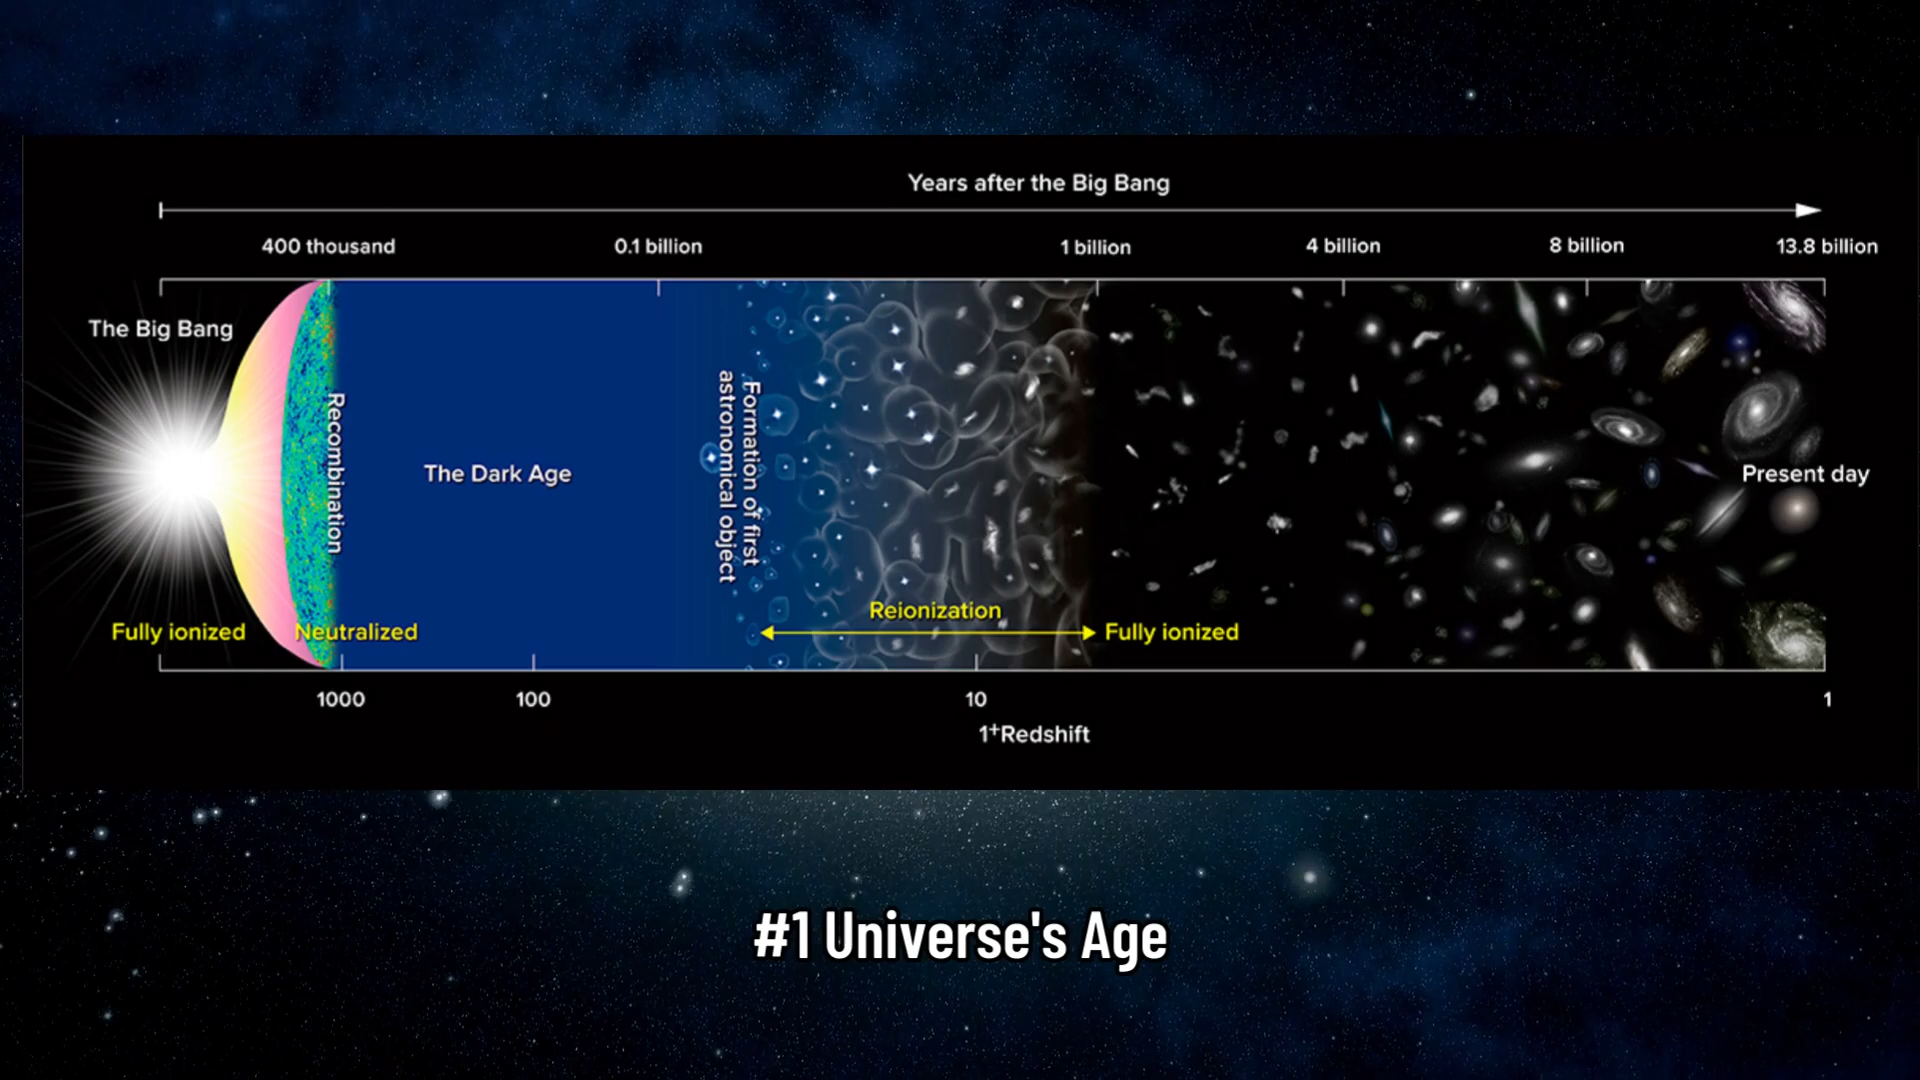 Years after the Big Bang
400 thousand
0.1 billion
1 billion
4 billion
8 billion
13.8 billion
The Big Bang
Recombination
The Dark Age
Formation of first
astronomical object
Present day
Reionization
Fully ionized
Neutralized
Fully ionized
1000
100
10
1
1+Redshift
#1 Universe's Age